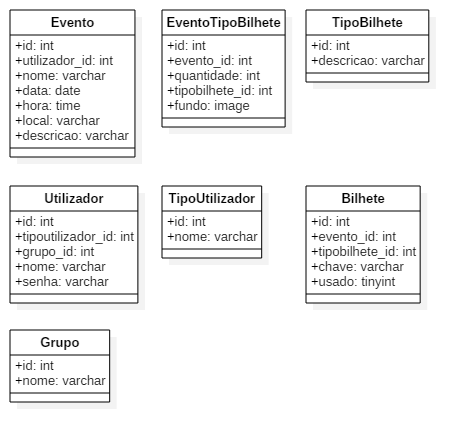 Evento
+id: int
+utilizador_id: int
+nome: varchar
+data: date
+hora: time
+local: varchar
+descricao: varchar
EventoTipoBilhete
+id: int
+evento_id: int
+quantidade: int
+tipobilhete_id: int
+fundo: image
TipoBilhete
+id: int
+descricao: varchar
Utilizador
+id: int
+tipoutilizador_id: int
+grupo_id: int
+nome: varchar
+senha: varchar
TipoUtilizador
+id: int
+nome: varchar
Bilhete
+id: int
+evento_id: int
+tipobilhete_id: int
+chave: varchar
+usado: tinyint
Grupo
+id: int
+nome: varchar